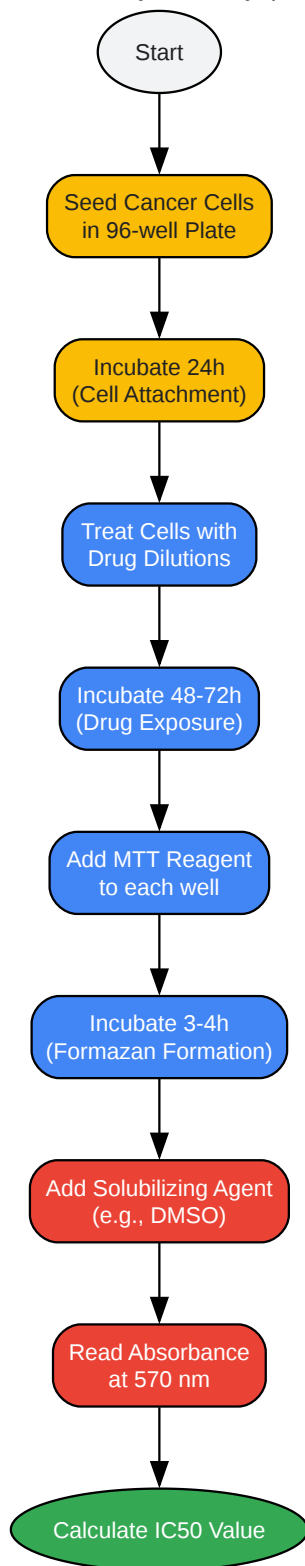 Start
Seed Cancer Cells
in 96-well Plate
Incubate 24h
(Cell Attachment)
Treat Cells with
Drug Dilutions
Incubate 48-72h
(Drug Exposure)
Add MTT Reagent
to each well
Incubate 3-4h
(Formazan Formation)
Add Solubilizing Agent
(e.g., DMSO)
Read Absorbance
at 570 nm
Calculate IC50 Value